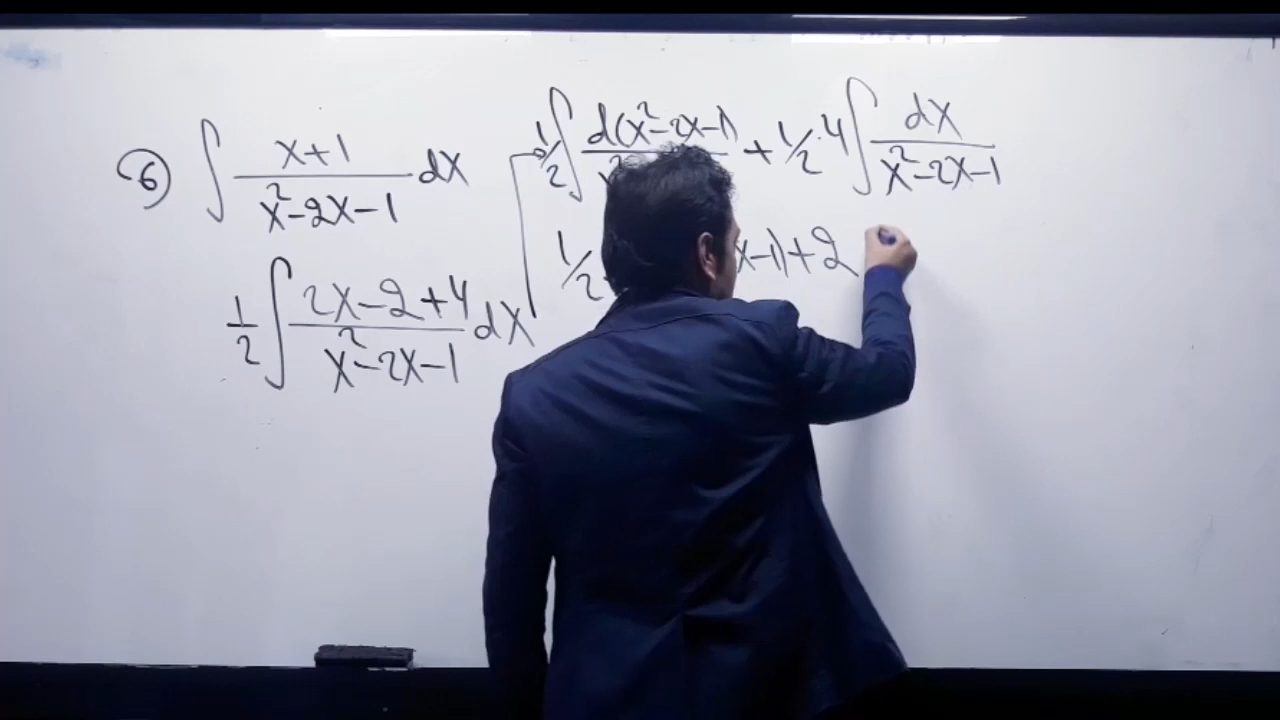 6 ∫ x+1 / x²-2x-1 dx
1/2 ∫ 2x-2+4 / x²-2x-1 dx
1/2 ∫ d(x²-2x-1) + 1/2 · 4 ∫ dx / x²-2x-1
1/2 x-1)+2